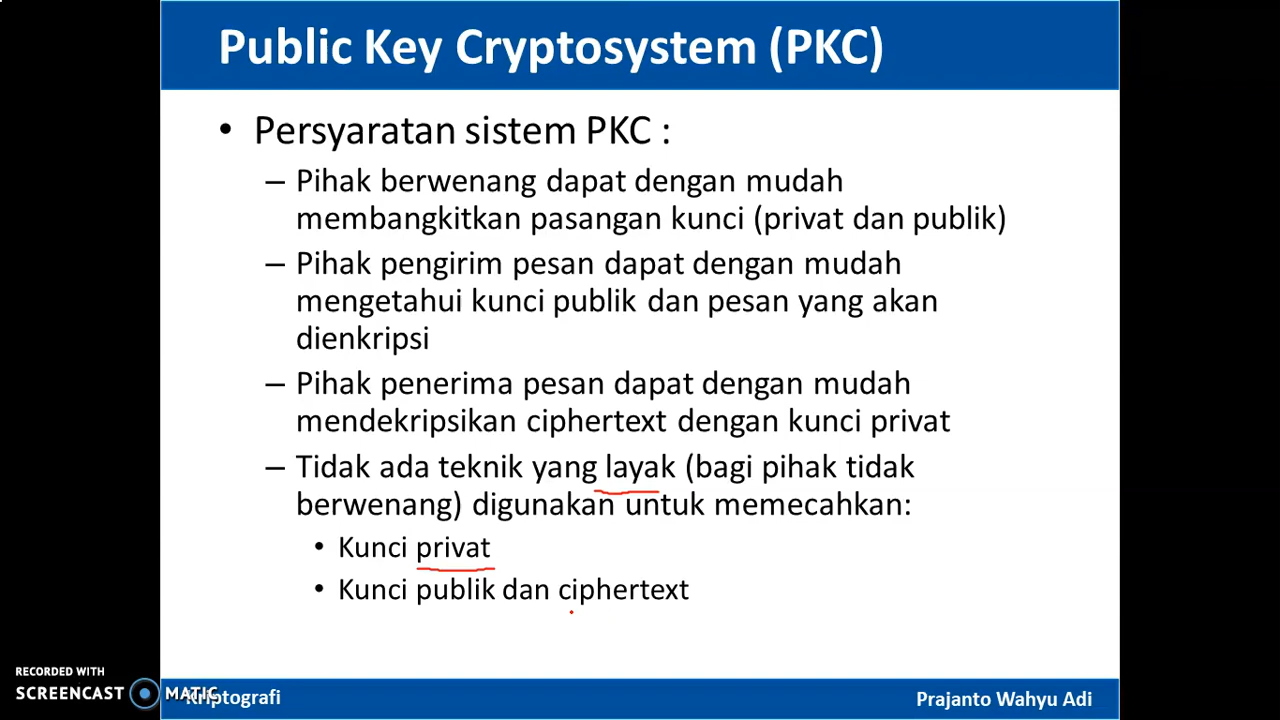 Public Key Cryptosystem (PKC)
• Persyaratan sistem PKC :
– Pihak berwenang dapat dengan mudah
membangkitkan pasangan kunci (privat dan publik)
– Pihak pengirim pesan dapat dengan mudah
mengetahui kunci publik dan pesan yang akan
dienkripsi
– Pihak penerima pesan dapat dengan mudah
mendekripsikan ciphertext dengan kunci privat
– Tidak ada teknik yang layak (bagi pihak tidak
berwenang) digunakan untuk memecahkan:
• Kunci privat
• Kunci publik dan ciphertext
RECORDED WITH
SCREENCAST MATIC
Kriptografi
Prajanto Wahyu Adi